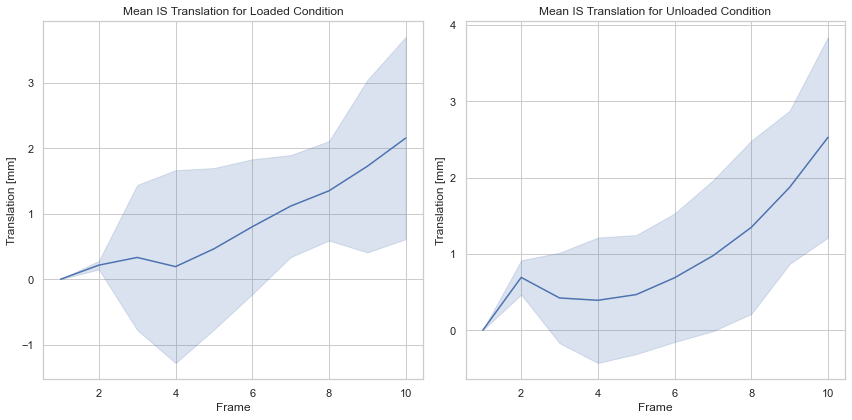 Mean IS Translation for Loaded Condition
Translation [mm]
3
2
1
0
−1
2 4 6 8 10
Frame
Mean IS Translation for Unloaded Condition
Translation [mm]
4
3
2
1
0
2 4 6 8 10
Frame